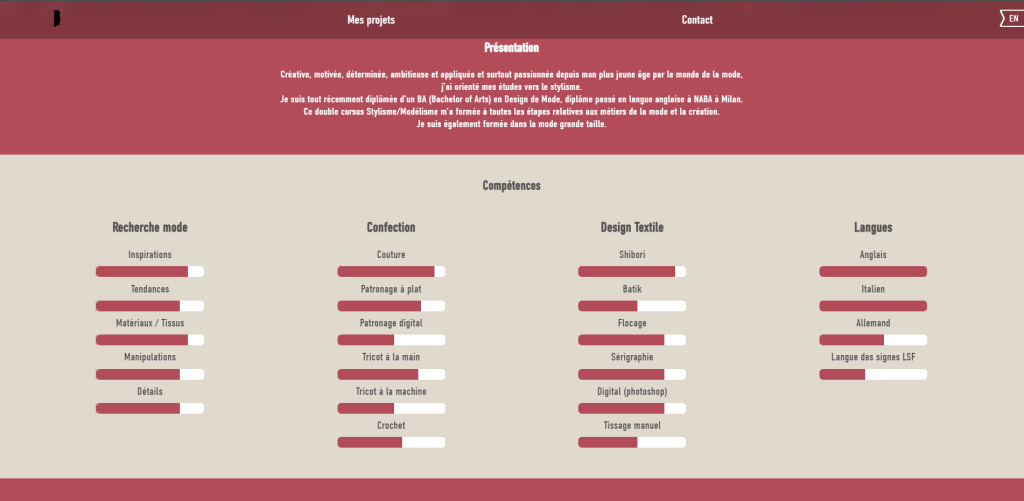 Mes projets
Contact
EN
Présentation
Créative, motivée, déterminée, ambitieuse et appliquée et surtout passionnée depuis mon plus jeune âge par le monde de la mode,
j'ai orienté mes études vers le stylisme.
Je suis tout récemment diplômée d'un BA (Bachelor of Arts) en Design de Mode, diplôme passé en langue anglaise à NABA à Milan.
Ce double cursus Stylisme/Modélisme m'a formée à toutes les étapes relatives aux métiers de la mode et la création.
Je suis également formée dans la mode grande taille.
Compétences
Recherche mode
Inspirations
Tendances
Matériaux / Tissus
Manipulations
Détails
Confection
Couture
Patronage à plat
Patronage digital
Tricot à la main
Tricot à la machine
Crochet
Design Textile
Shibori
Batik
Flocage
Sérigraphie
Digital (photoshop)
Tissage manuel
Langues
Anglais
Italien
Allemand
Langue des signes LSF